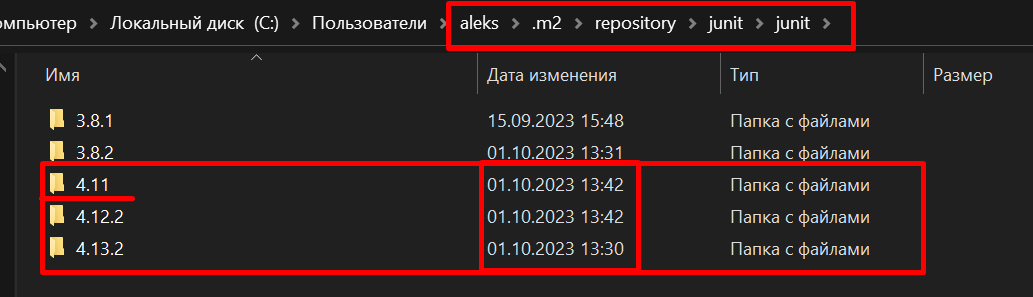 омпьютер > Локальный диск (C:) > Пользователи > aleks > .m2 > repository > junit > junit >
Имя Дата изменения Тип Размер
3.8.1 15.09.2023 15:48 Папка с файлами
3.8.2 01.10.2023 13:31 Папка с файлами
4.11 01.10.2023 13:42 Папка с файлами
4.12.2 01.10.2023 13:42 Папка с файлами
4.13.2 01.10.2023 13:30 Папка с файлами